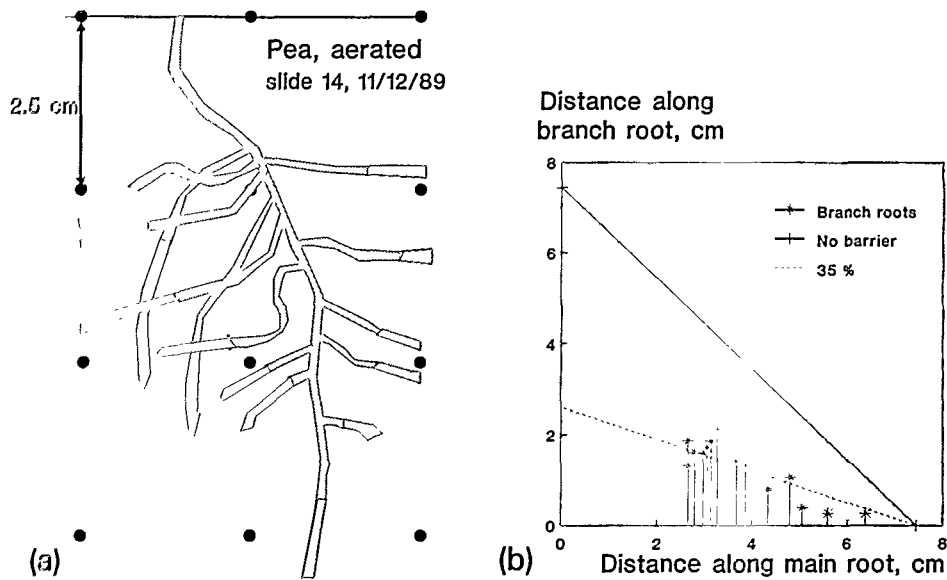 Pea, aerated
slide 14, 11/12/89
2.5 cm
(a)
Distance along
branch root, cm
8
6
4
2
0
Branch roots
No barrier
35 %
0
2
4
6
8
Distance along main root, cm
(b)